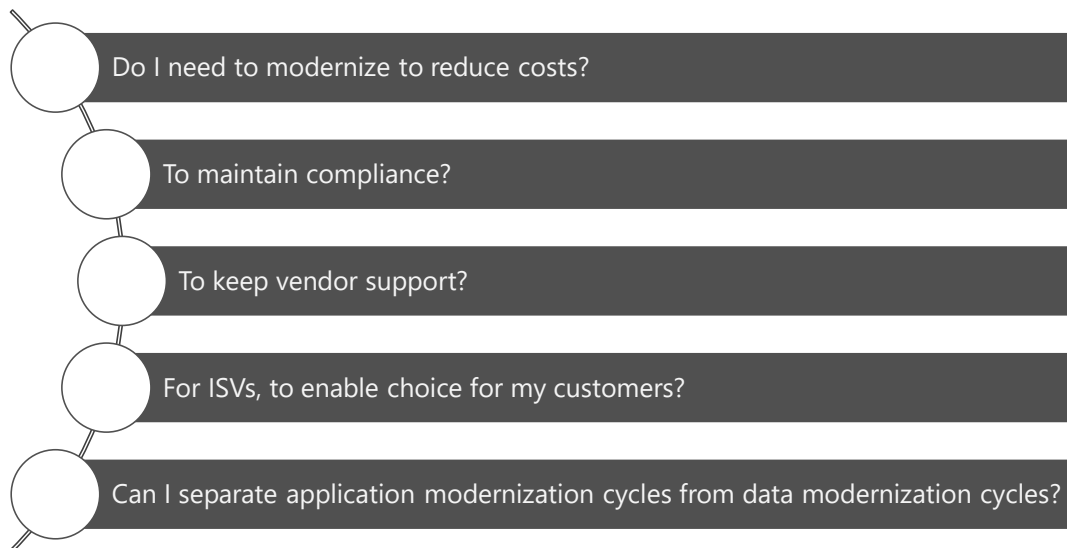 Do I need to modernize to reduce costs?
To maintain compliance?
To keep vendor support?
For ISVs, to enable choice for my customers?
Can I separate application modernization cycles from data modernization cycles?